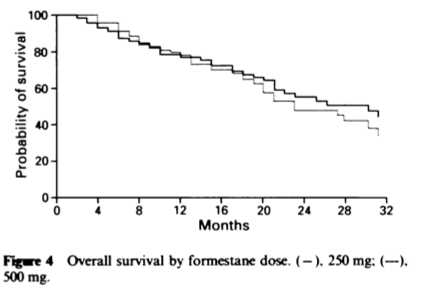 Probability of survival
100
80
60
40
20
0
0 4 8 12 16 20 24 28 32
Months
Figure 4 Overall survival by formestane dose. (–). 250 mg; (---).
500 mg.